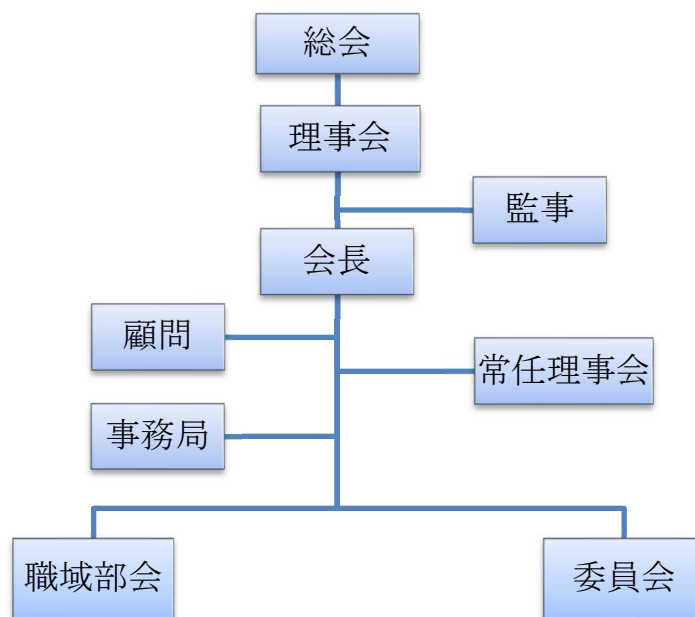 総会
理事会
監事
会長
顧問
常任理事会
事務局
職域部会
委員会